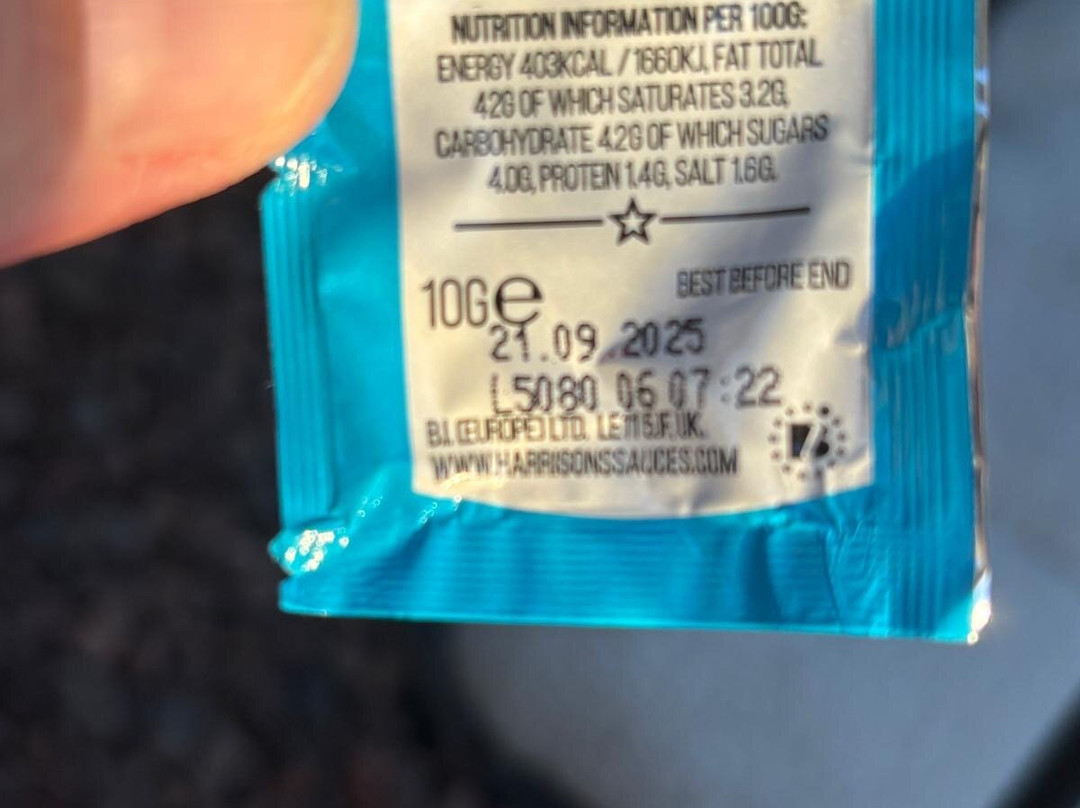 NUTRITION INFORMATION PER 100G:
ENERGY 403KCAL / 1660KJ, FAT TOTAL
42G OF WHICH SATURATES 3.2G,
CARBOHYDRATE 4.2G OF WHICH SUGARS
4.0G, PROTEIN 1.4G, SALT 1.6G.
10G e
BEST BEFORE END
21.09.2025
L5080 06 07:22
B.I. (EUROPE) LTD. LE11 5JF. UK.
WWW.HARRISONSSAUCES.COM